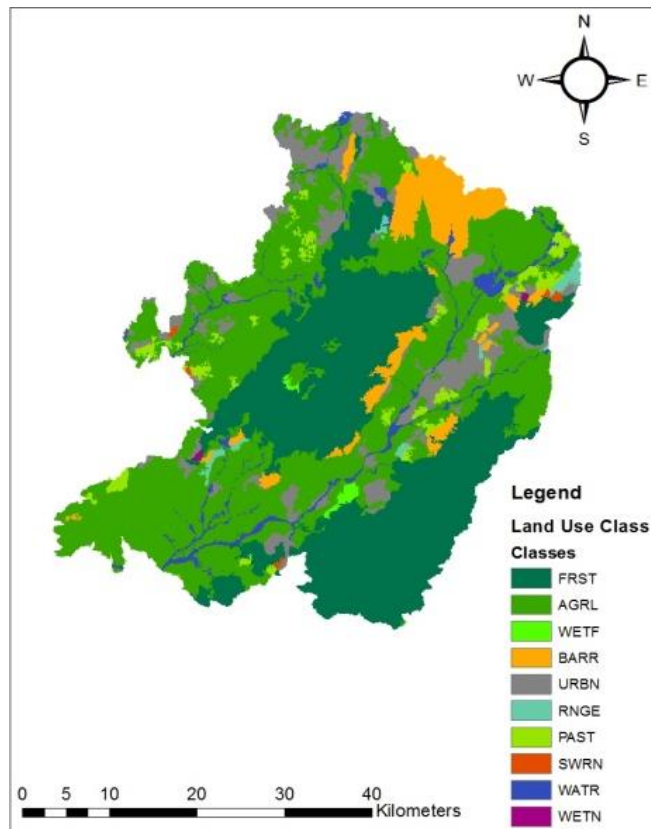 N
W E
S
Legend
Land Use Class
Classes
FRST
AGRL
WETF
BARR
URBN
RNGE
PAST
SWRN
WATR
WETN
0 5 10 20 30 40
Kilometers